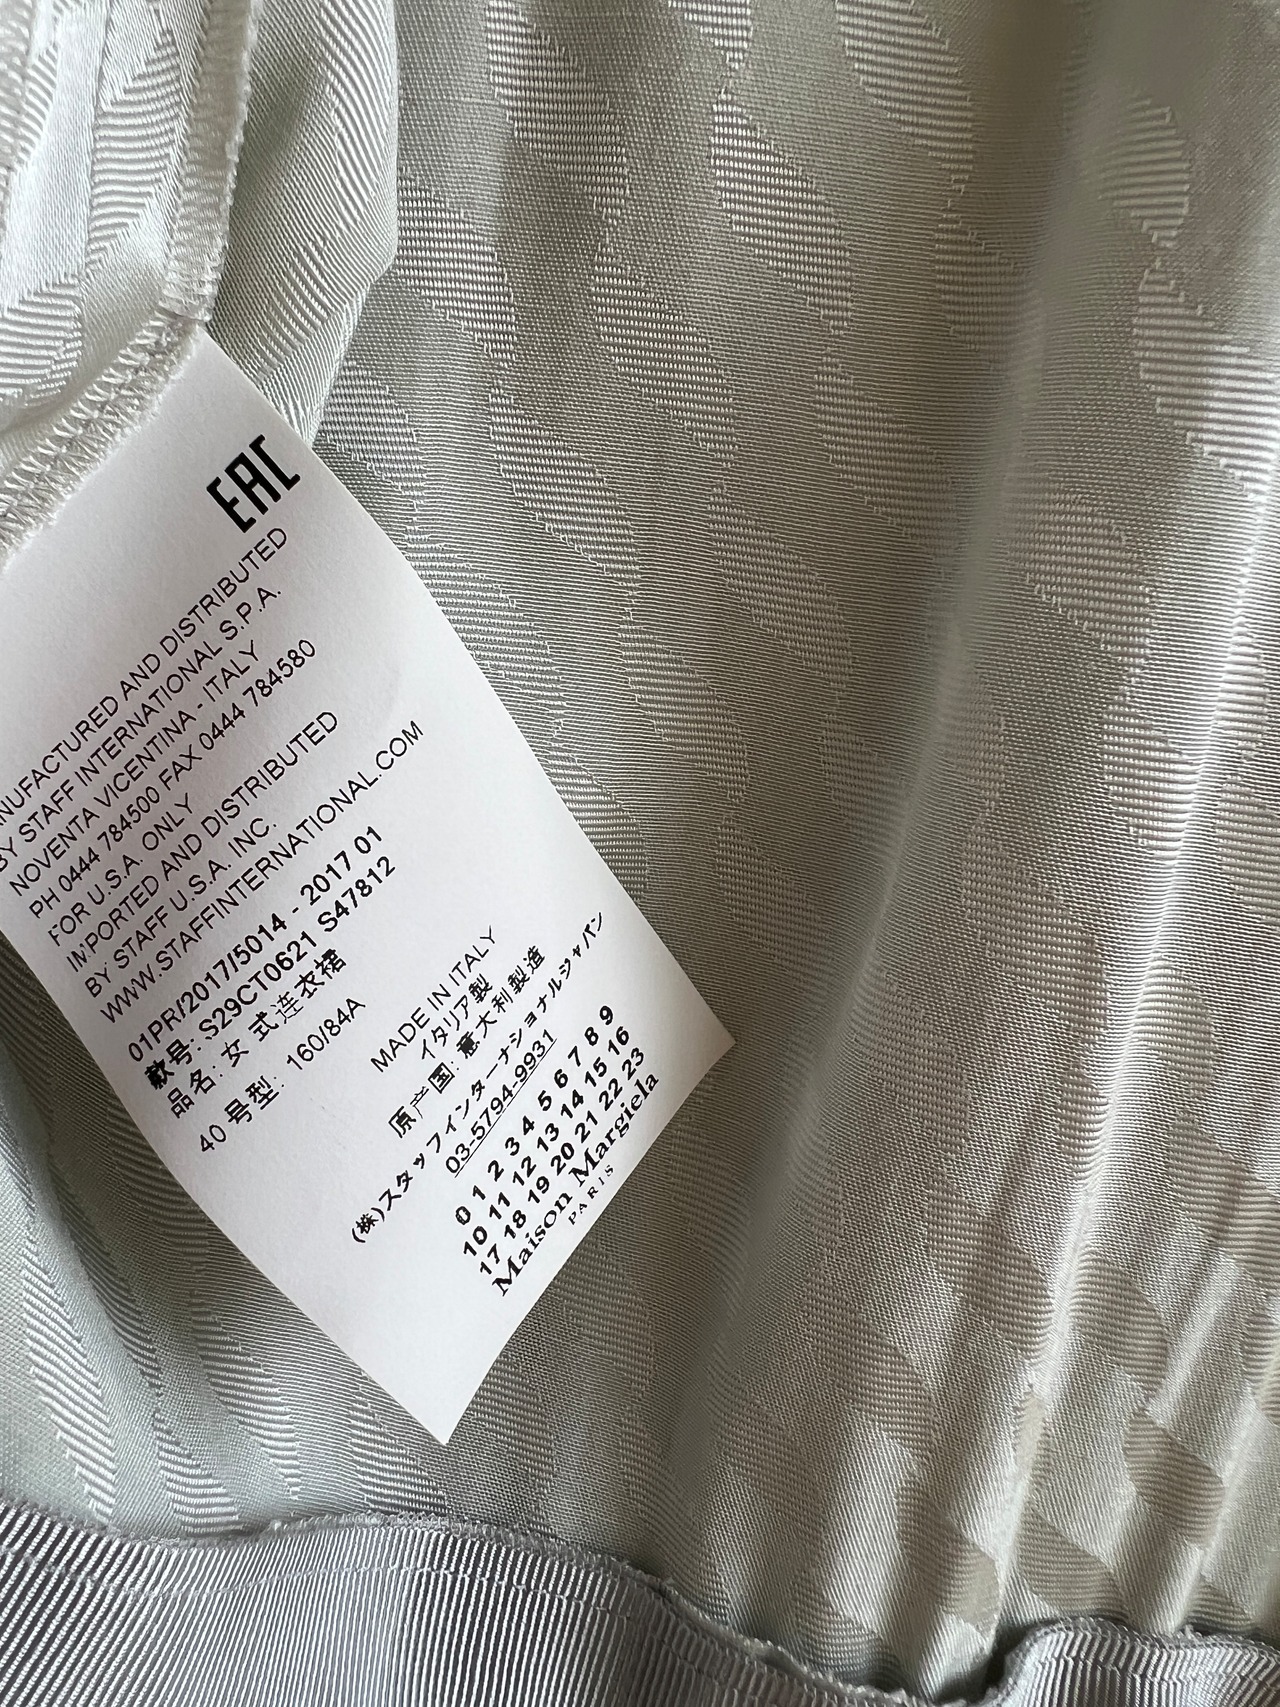 EAC
MANUFACTURED AND DISTRIBUTED
BY STAFF INTERNATIONAL S.P.A.
NOVENTA VICENTINA - ITALY
PH 0444 784500 FAX 0444 784580
FOR U.S.A. ONLY
IMPORTED AND DISTRIBUTED
BY STAFF U.S.A. INC.
WWW.STAFFINTERNATIONAL.COM
01PR/2017/5014 - 2017 01
款号: S29CT0621 S47812
品名: 女 式连衣裙
40 号型: 160/84A
MADE IN ITALY
イタリア製
原产国: 意大利製造
(株)スタッフインターナショナルジャパン
03-5794-9931
0 1 2 3 4 5 6 7 8 9
10 11 12 13 14 15 16
17 18 19 20 21 22 23
Maison Margiela
PARIS